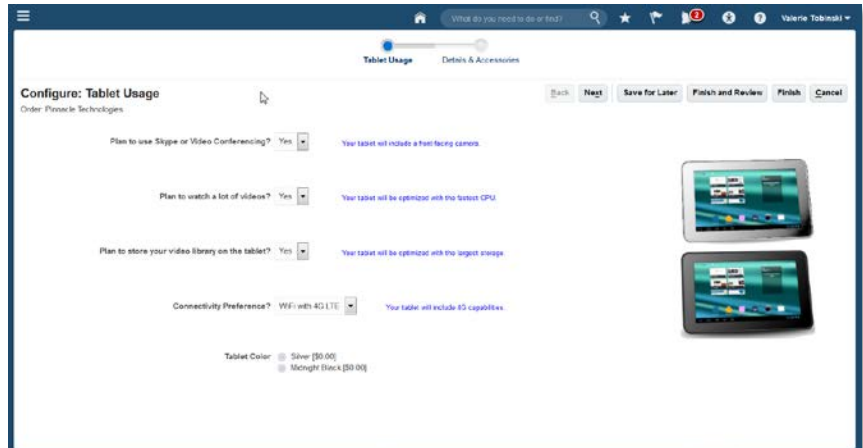 What do you need to do or find?
2
Valerie Tobinski
Tablet Usage
Details & Accessories
Configure: Tablet Usage
Order: Pinnacle Technologies
Back Next Save for Later Finish and Review Finish Cancel
Plan to use Skype or Video Conferencing? Yes Your tablet will include a front facing camera.
Plan to watch a lot of videos? Yes Your tablet will be optimized with the fastest CPU.
Plan to store your video library on the tablet? Yes Your tablet will be optimized with the largest storage.
Connectivity Preference? WiFi with 4G LTE Your tablet will include 4G capabilities.
Tablet Color Silver [$0.00]
Midnight Black [$0.00]